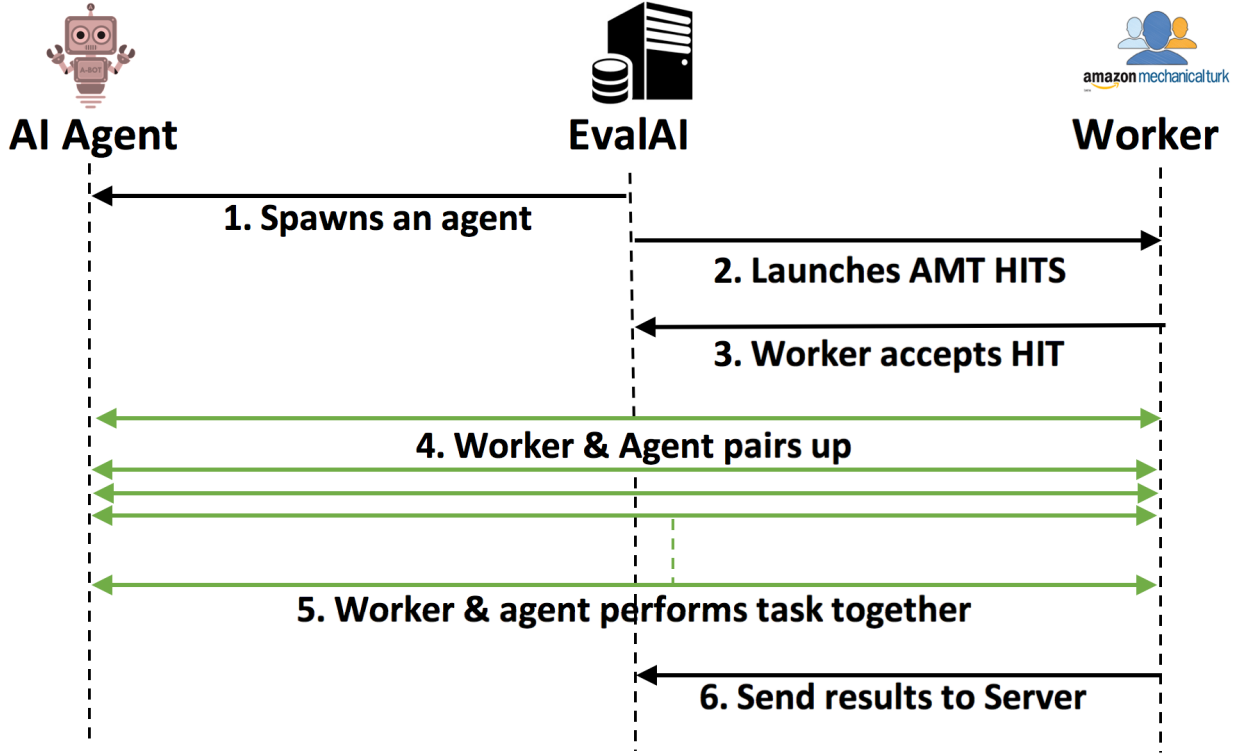 A-BOT
amazon mechanical turk
AI Agent
EvalAI
Worker
1. Spawns an agent
2. Launches AMT HITS
3. Worker accepts HIT
4. Worker & Agent pairs up
5. Worker & agent performs task together
6. Send results to Server